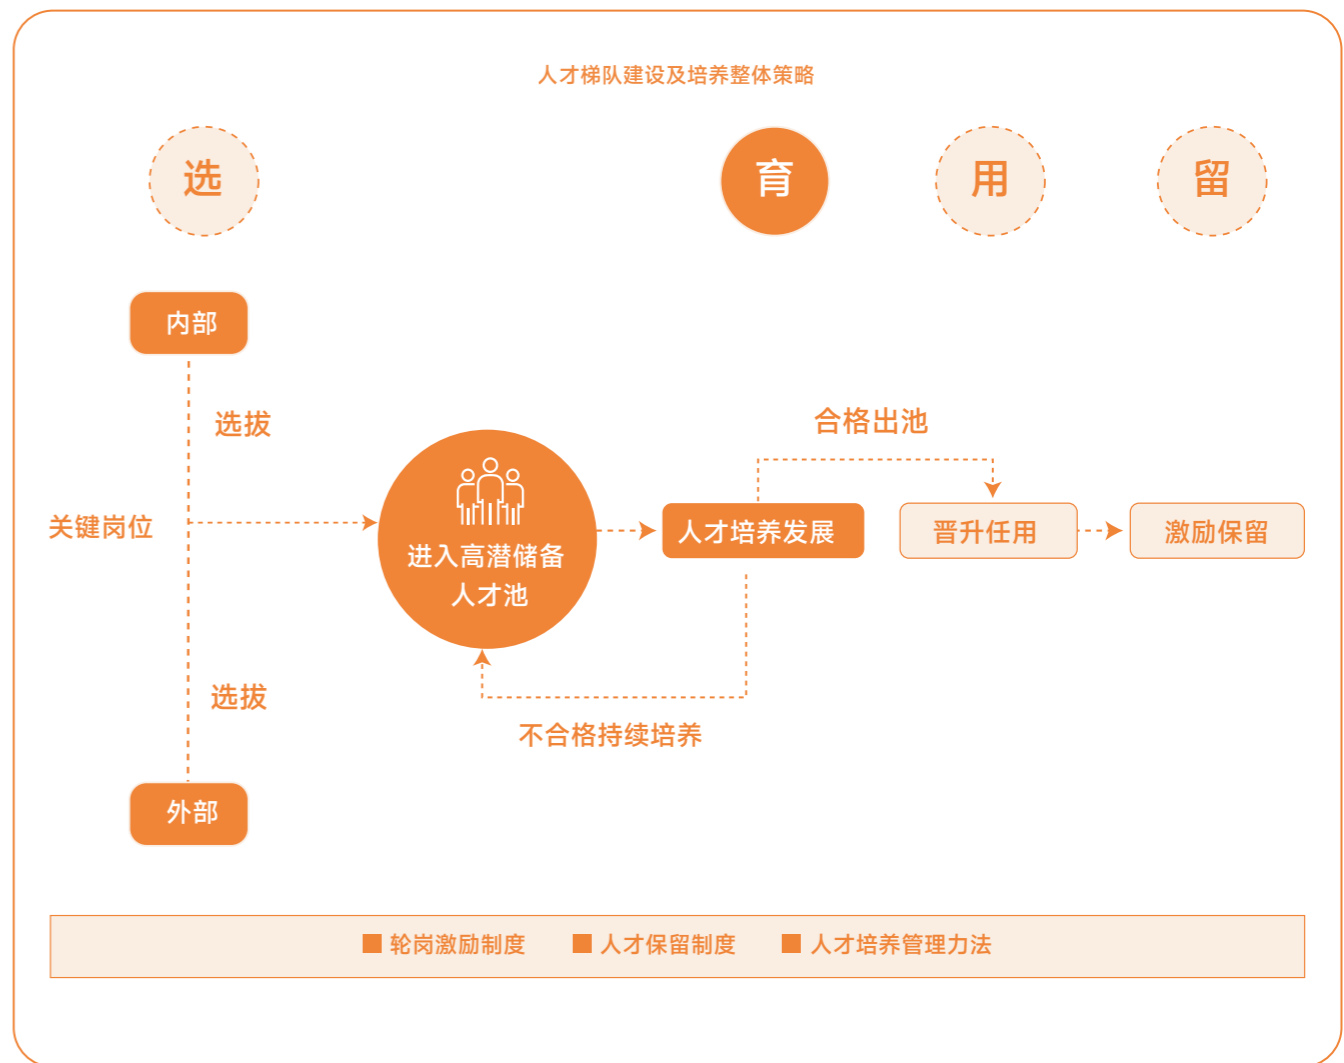 人才梯队建设及培养整体策略
选
育
用
留
内部
选拔
关键岗位
进入高潜储备
人才池
人才培养发展
合格出池
晋升任用
激励保留
不合格持续培养
选拔
外部
轮岗激励制度
人才保留制度
人才培养管理力法